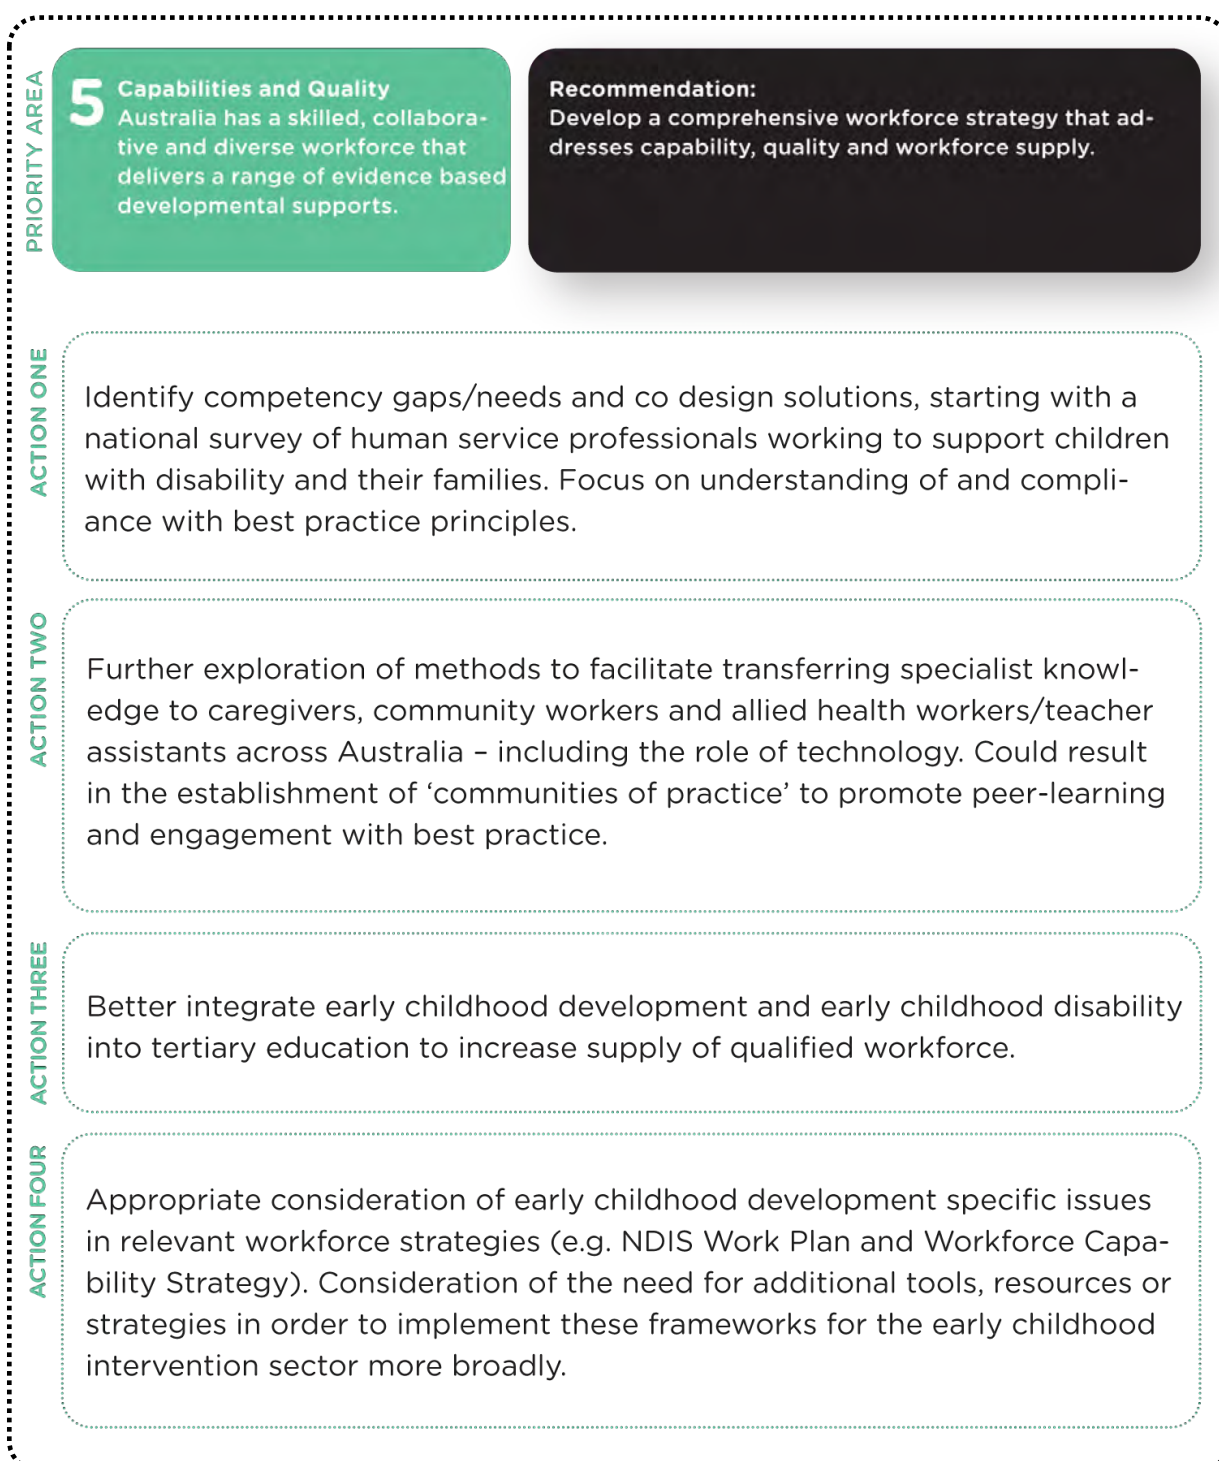 PRIORITY AREA
5
Capabilities and Quality
Australia has a skilled, collabora-
tive and diverse workforce that
delivers a range of evidence based
developmental supports.
Recommendation:
Develop a comprehensive workforce strategy that ad-
dresses capability, quality and workforce supply.
ACTION ONE
Identify competency gaps/needs and co design solutions, starting with a
national survey of human service professionals working to support children
with disability and their families. Focus on understanding of and compli-
ance with best practice principles.
ACTION TWO
Further exploration of methods to facilitate transferring specialist knowl-
edge to caregivers, community workers and allied health workers/teacher
assistants across Australia – including the role of technology. Could result
in the establishment of ‘communities of practice’ to promote peer-learning
and engagement with best practice.
ACTION THREE
Better integrate early childhood development and early childhood disability
into tertiary education to increase supply of qualified workforce.
ACTION FOUR
Appropriate consideration of early childhood development specific issues
in relevant workforce strategies (e.g. NDIS Work Plan and Workforce Capa-
bility Strategy). Consideration of the need for additional tools, resources or
strategies in order to implement these frameworks for the early childhood
intervention sector more broadly.